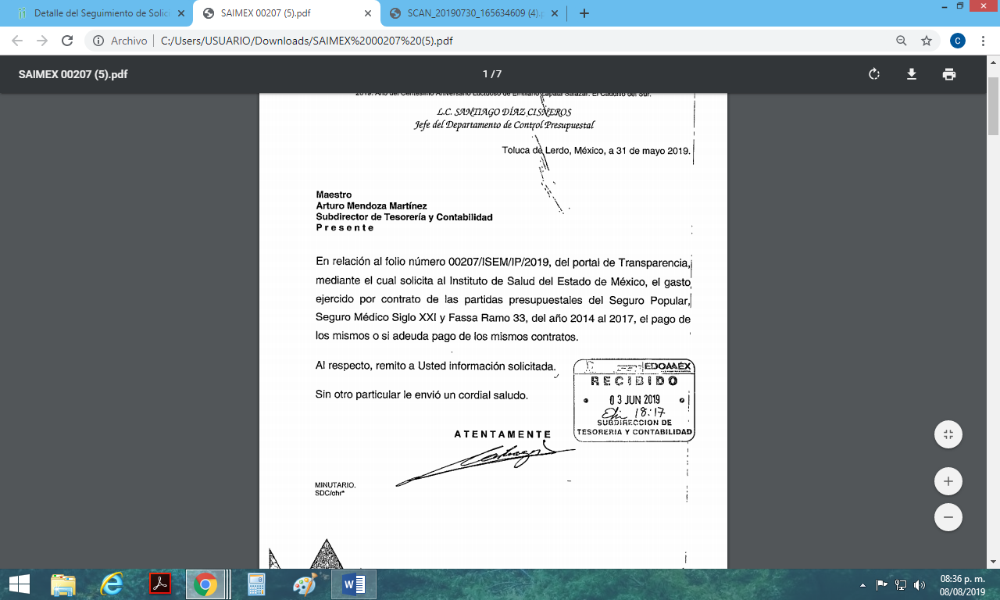 Detalle del Seguimiento de Solici
SAIMEX 00207 (5).pdf
SCAN_20190730_165634609 (4).p
Archivo
C:/Users/USUARIO/Downloads/SAIMEX%2000207%20(5).pdf
C
SAIMEX 00207 (5).pdf
1 / 7
2019. Año del Centésimo Aniversario Luctuoso de Emiliano Zapata Salazar. El Caudillo del Sur.
L.C. SANTIAGO DÍAZ CISNEROS
Jefe del Departamento de Control Presupuestal
Toluca de Lerdo, México, a 31 de mayo 2019.
Maestro
Arturo Mendoza Martínez
Subdirector de Tesorería y Contabilidad
P r e s e n t e
En relación al folio número 00207/ISEM/IP/2019, del portal de Transparencia,
mediante el cual solicita al Instituto de Salud del Estado de México, el gasto
ejercido por contrato de las partidas presupuestales del Seguro Popular,
Seguro Médico Siglo XXI y Fassa Ramo 33, del año 2014 al 2017, el pago de
los mismos o si adeuda pago de los mismos contratos.
Al respecto, remito a Usted información solicitada.
Sin otro particular le envió un cordial saludo.
EDOMÉX
RECIBIDO
03 JUN 2019
18:17
SUBDIRECCION DE
TESORERIA Y CONTABILIDAD
A T E N T A M E N T E
MINUTARIO.
SDC/ohr*
08:36 p. m.
08/08/2019